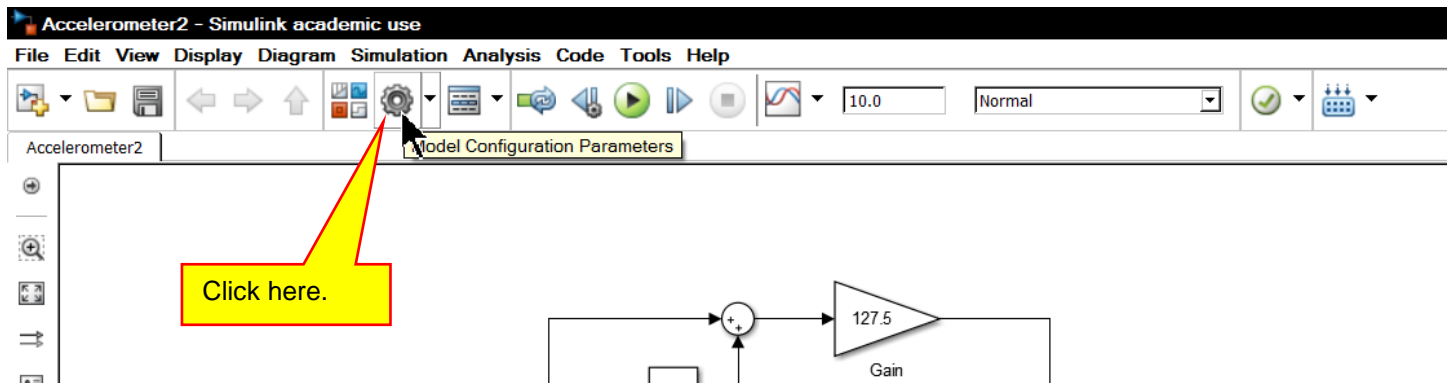 Accelerometer2 - Simulink academic use
File Edit View Display Diagram Simulation Analysis Code Tools Help
10.0 Normal
Accelerometer2
Model Configuration Parameters
Click here.
127.5
Gain